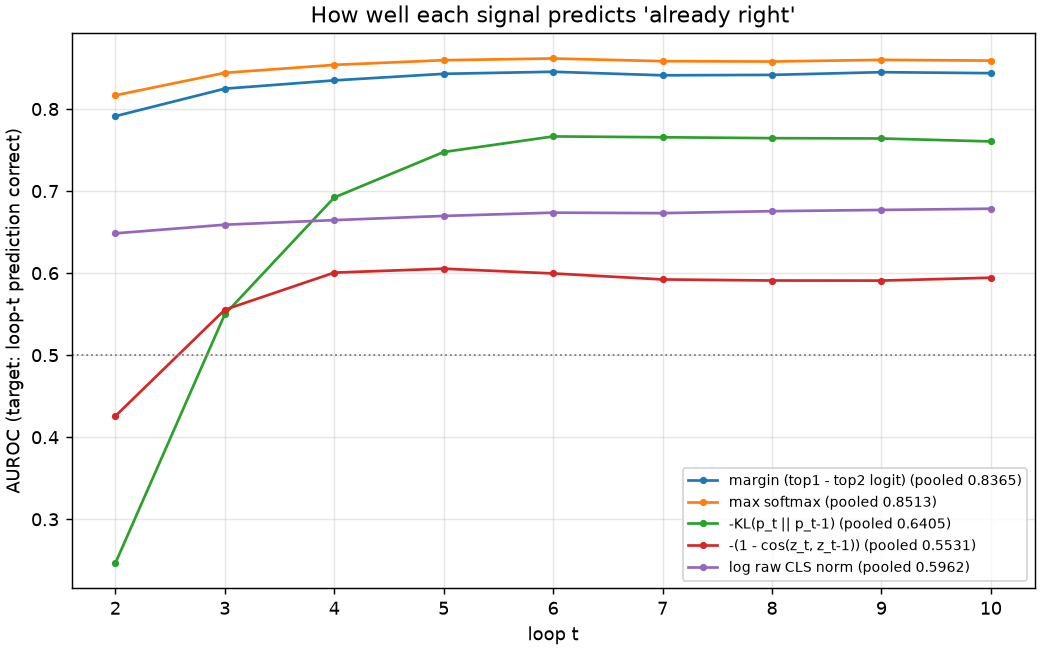 How well each signal predicts 'already right'
AUROC (target: loop-t prediction correct)
0.8
0.7
0.6
0.5
0.4
0.3
margin (top1 - top2 logit) (pooled 0.8365)
max softmax (pooled 0.8513)
-KL(p_t || p_t-1) (pooled 0.6405)
-(1 - cos(z_t, z_t-1)) (pooled 0.5531)
log raw CLS norm (pooled 0.5962)
2 3 4 5 6 7 8 9 10
loop t